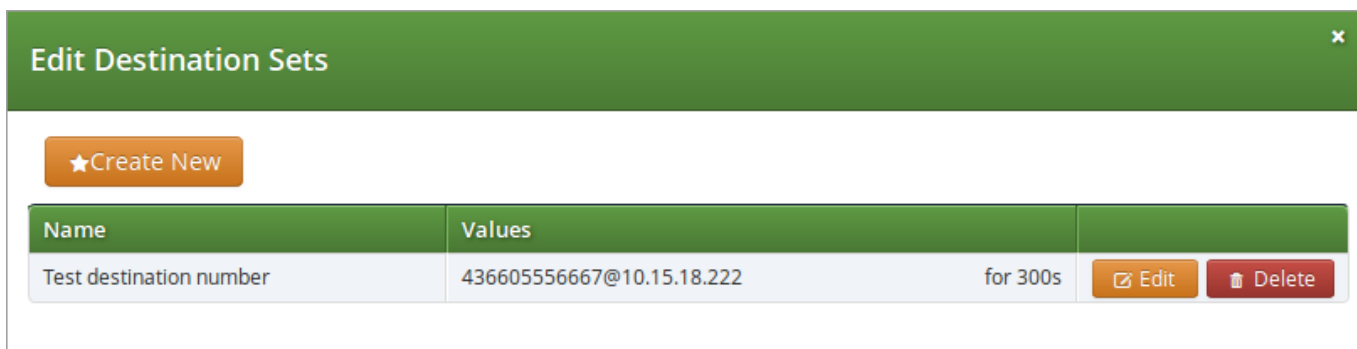 Edit Destination Sets
×
★Create New
Name Values
Test destination number 436605556667@10.15.18.222 for 300s Edit Delete